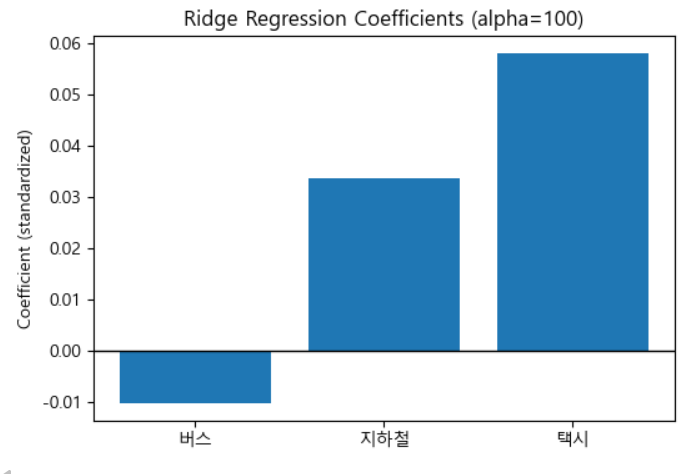 Ridge Regression Coefficients (alpha=100)
Coefficient (standardized)
0.06
0.05
0.04
0.03
0.02
0.01
0.00
-0.01
버스 지하철 택시